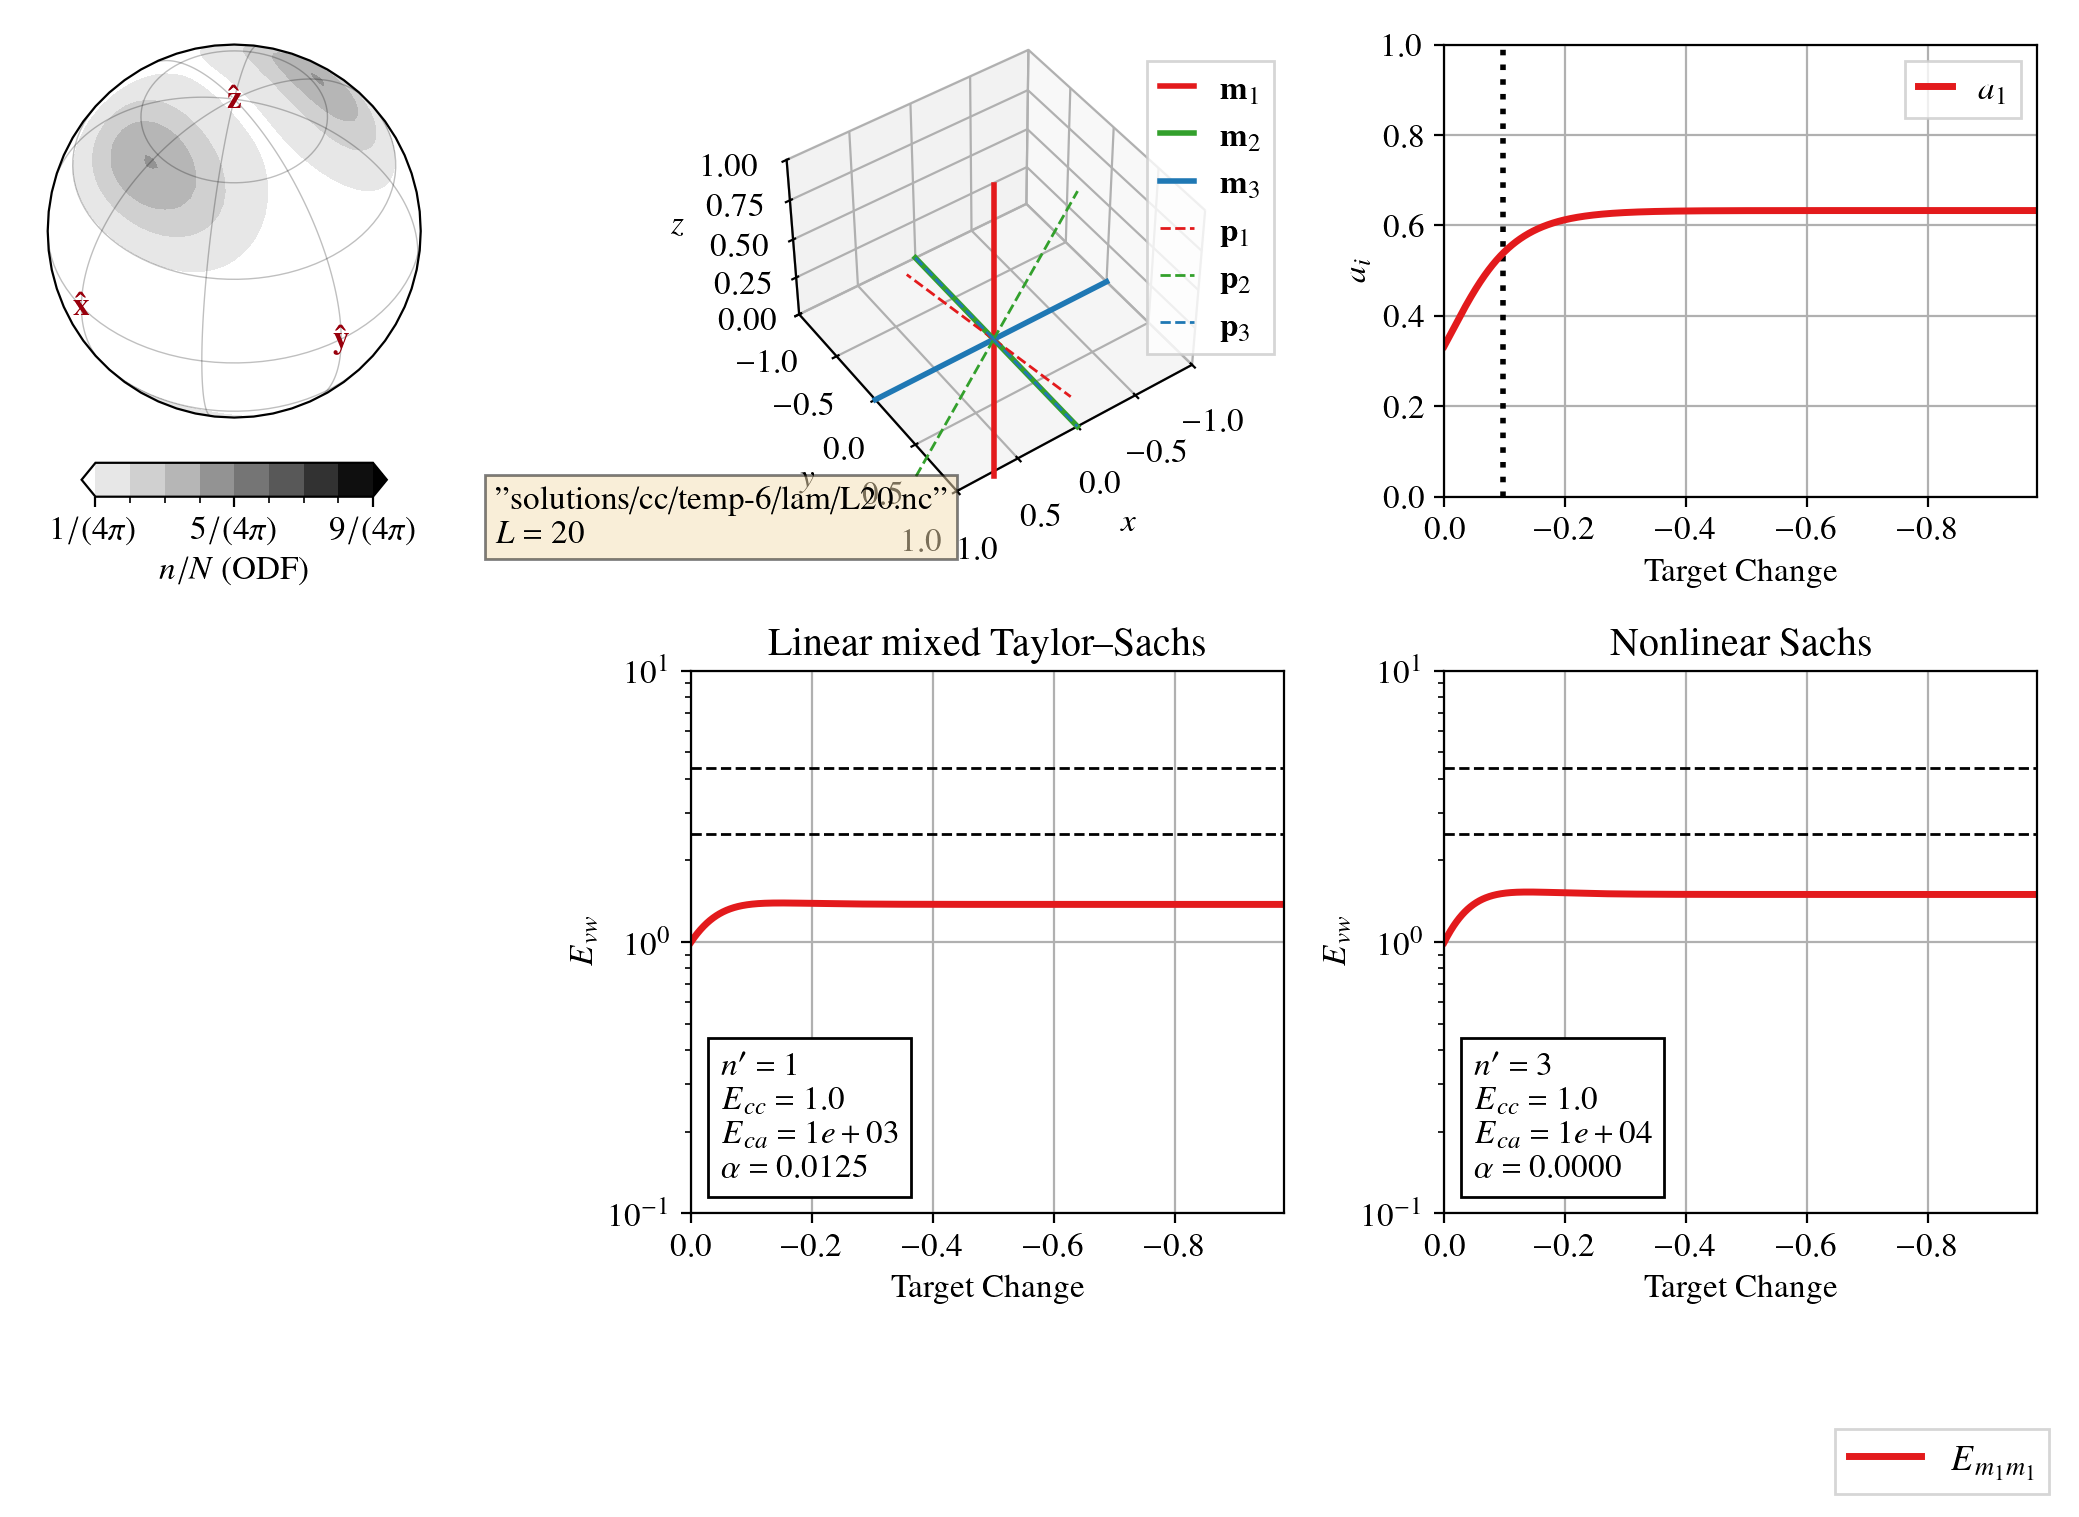 ẑ
x̂
ŷ
1/(4π) 5/(4π) 9/(4π)
n/N (ODF)
1.00
0.75
0.50
0.25
0.00
z
−1.0
−0.5
0.0
0.5
1.0
y
−1.0
−0.5
0.0
0.5
1.0
x
m1
m2
m3
p1
p2
p3
"solutions/cc/temp-6/lam/L20.nc"
L = 20
1.0
0.8
0.6
0.4
0.2
0.0
ai
a1
0.0 −0.2 −0.4 −0.6 −0.8
Target Change
Linear mixed Taylor–Sachs
10^1
10^0
10^−1
Evw
n′ = 1
Ecc = 1.0
Eca = 1e + 03
α = 0.0125
0.0 −0.2 −0.4 −0.6 −0.8
Target Change
Nonlinear Sachs
10^1
10^0
10^−1
Evw
n′ = 3
Ecc = 1.0
Eca = 1e + 04
α = 0.0000
0.0 −0.2 −0.4 −0.6 −0.8
Target Change
Em1m1